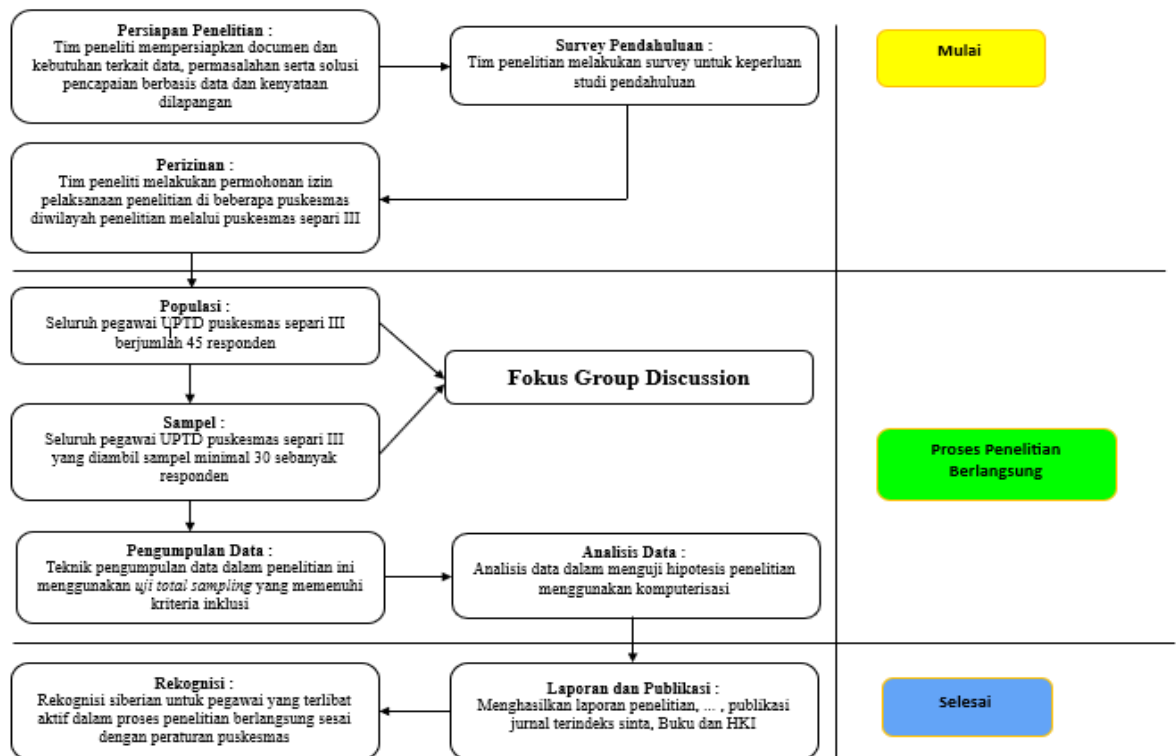 Persiapan Penelitian :
Tim peneliti mempersiapkan documen dan
kebutuhan terkait data, permasalahan serta solusi
pencapaian berbasis data dan kenyataan
dilapangan
Survey Pendahuluan :
Tim penelitian melakukan survey untuk keperluan
studi pendahuluan
Mulai
Perizinan :
Tim peneliti melakukan permohonan izin
pelaksanaan penelitian di beberapa puskesmas
diwilayah penelitian melalui puskesmas separi III
Populasi :
Seluruh pegawai UPTD puskesmas separi III
berjumlah 45 responden
Fokus Group Discussion
Sampel :
Seluruh pegawai UPTD puskesmas separi III
yang diambil sampel minimal 30 sebanyak
responden
Proses Penelitian
Berlangsung
Pengumpulan Data :
Teknik pengumpulan data dalam penelitian ini
menggunakan uji total sampling yang memenuhi
kriteria inklusi
Analisis Data :
Analisis data dalam menguji hipotesis penelitian
menggunakan komputerisasi
Rekognisi :
Rekognisi siberian untuk pegawai yang terlibat
aktif dalam proses penelitian berlangsung sesai
dengan peraturan puskesmas
Laporan dan Publikasi :
Menghasilkan laporan penelitian, ... , publikasi
jurnal terindeks sinta, Buku dan HKI
Selesai